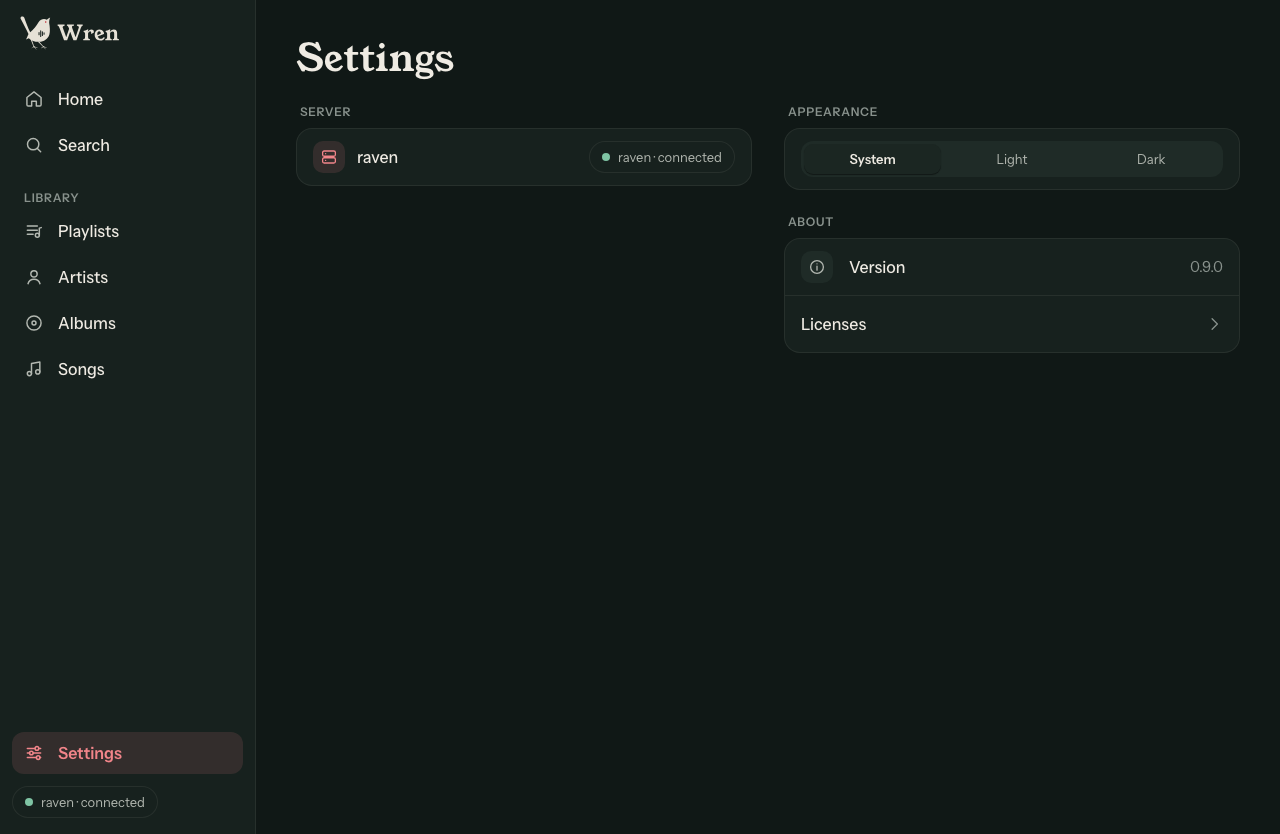 Wren
Home
Search
LIBRARY
Playlists
Artists
Albums
Songs
Settings
raven · connected
Settings
SERVER
raven
raven · connected
APPEARANCE
System Light Dark
ABOUT
Version 0.9.0
Licenses